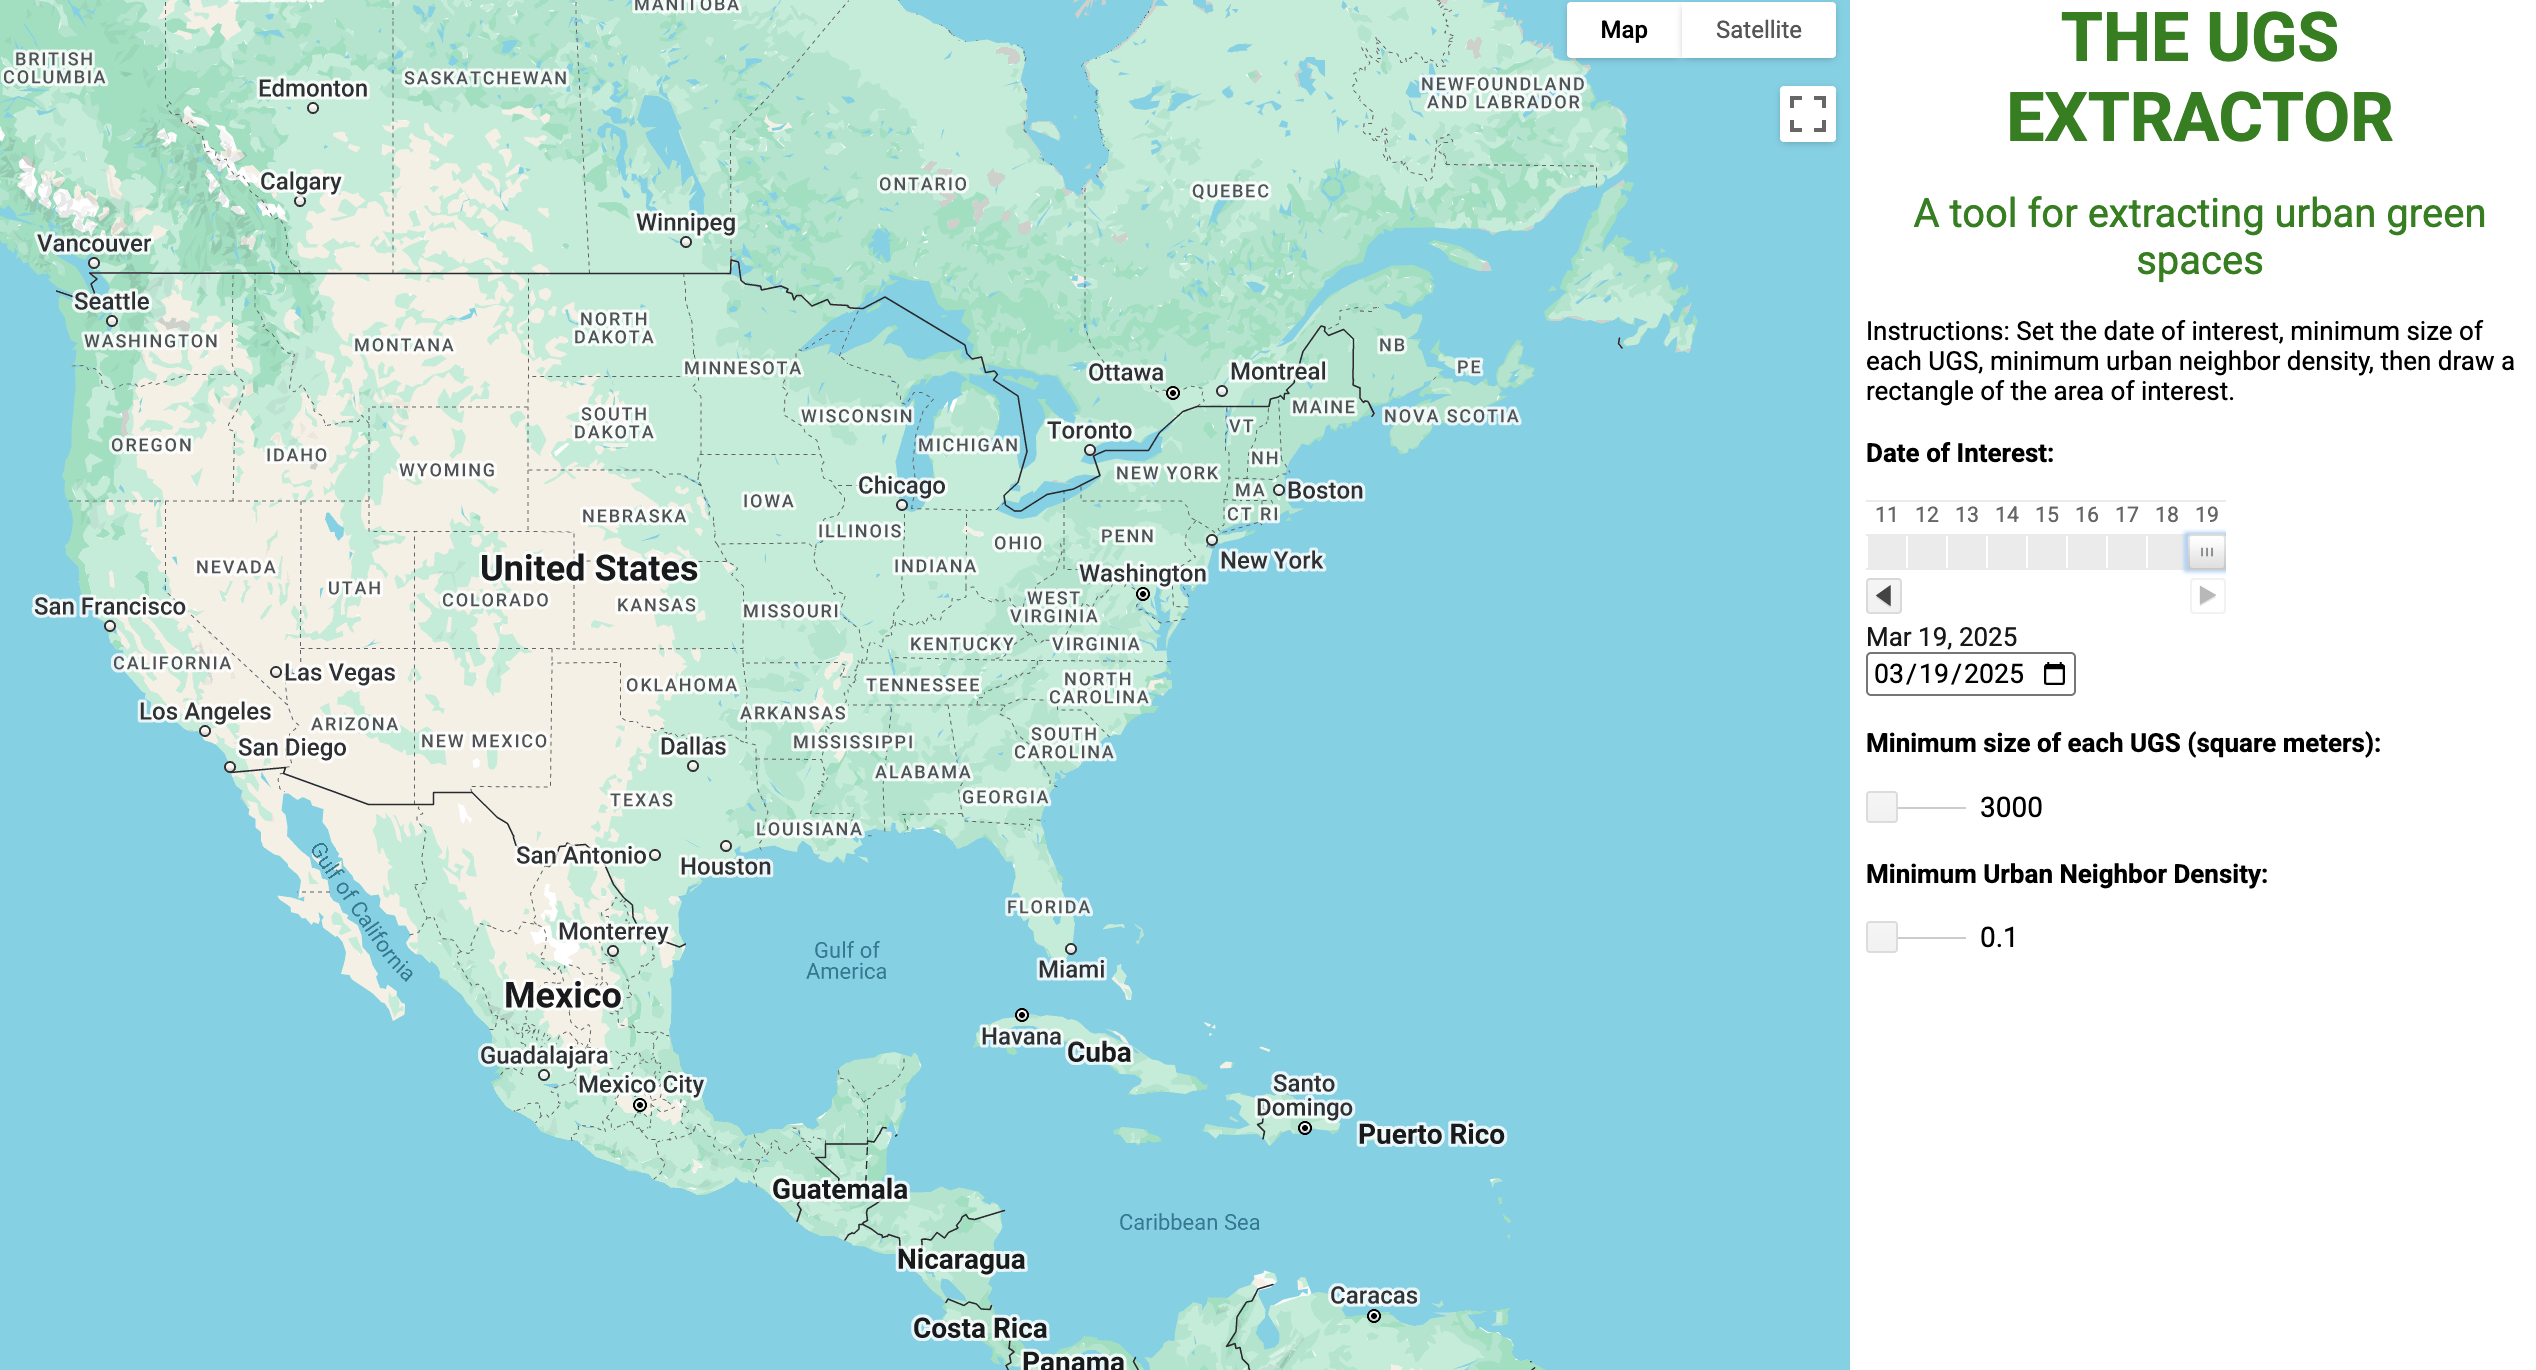 MANITOBA
Map
Satellite
BRITISH
COLUMBIA
Edmonton
SASKATCHEWAN
NEWFOUNDLAND
AND LABRADOR
Calgary
ONTARIO
QUEBEC
Winnipeg
Vancouver
Seattle
WASHINGTON
NORTH
DAKOTA
MONTANA
MINNESOTA
Ottawa
Montreal
NB
PE
SOUTH
DAKOTA
WISCONSIN
MICHIGAN
Toronto
MAINE
NOVA SCOTIA
VT
OREGON
IDAHO
WYOMING
NH
NEW YORK
Chicago
MA
Boston
IOWA
CT RI
NEBRASKA
ILLINOIS
OHIO
PENN
NEVADA
United States
INDIANA
New York
Washington
UTAH
COLORADO
KANSAS
MISSOURI
WEST
VIRGINIA
San Francisco
KENTUCKY
VIRGINIA
CALIFORNIA
Las Vegas
OKLAHOMA
TENNESSEE
NORTH
CAROLINA
Los Angeles
ARIZONA
NEW MEXICO
ARKANSAS
San Diego
Dallas
MISSISSIPPI
SOUTH
CAROLINA
ALABAMA
TEXAS
GEORGIA
LOUISIANA
San Antonio
Houston
Gulf of California
FLORIDA
Monterrey
Gulf of
America
Miami
Mexico
Havana
Cuba
Guadalajara
Mexico City
Santo
Domingo
Puerto Rico
Guatemala
Caribbean Sea
Nicaragua
Caracas
Costa Rica
Panama
THE UGS
EXTRACTOR
A tool for extracting urban green
spaces
Instructions: Set the date of interest, minimum size of
each UGS, minimum urban neighbor density, then draw a
rectangle of the area of interest.
Date of Interest:
11 12 13 14 15 16 17 18 19
Mar 19, 2025
03/19/2025
Minimum size of each UGS (square meters):
3000
Minimum Urban Neighbor Density:
0.1